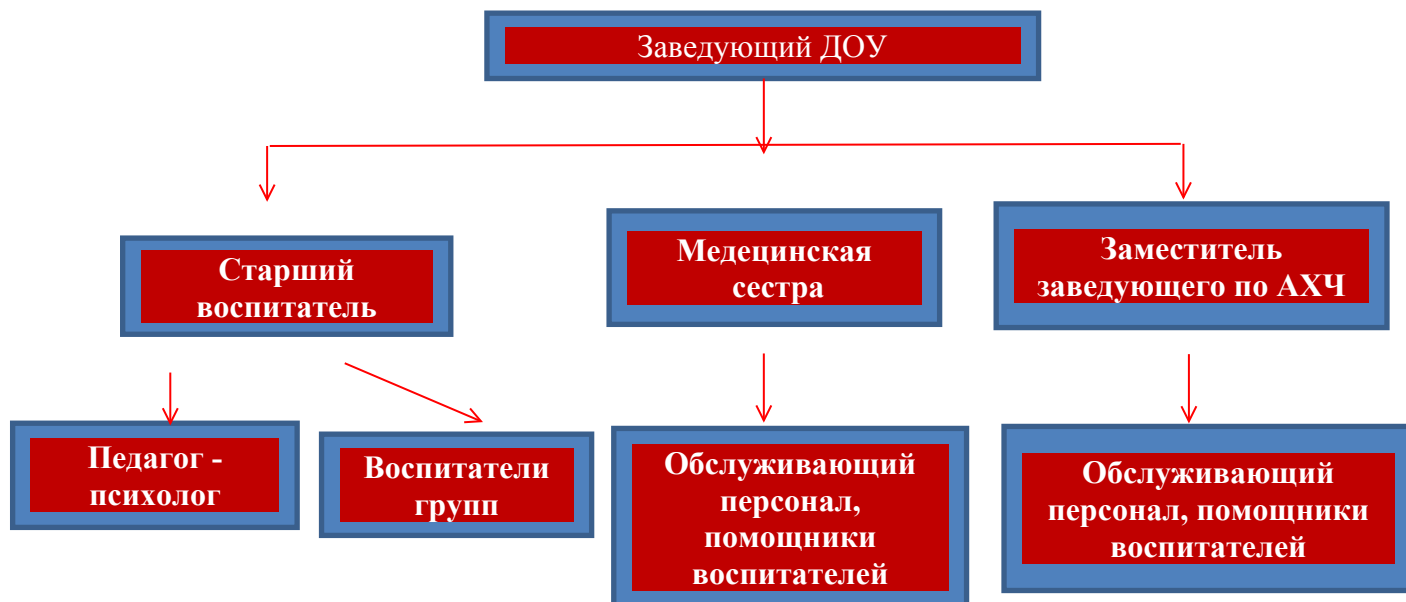 Заведующий ДОУ
Старший
воспитатель
Медецинская
сестра
Заместитель
заведующего по АХЧ
Педагог -
психолог
Воспитатели
групп
Обслуживающий
персонал,
помощники
воспитателей
Обслуживающий
персонал, помощники
воспитателей